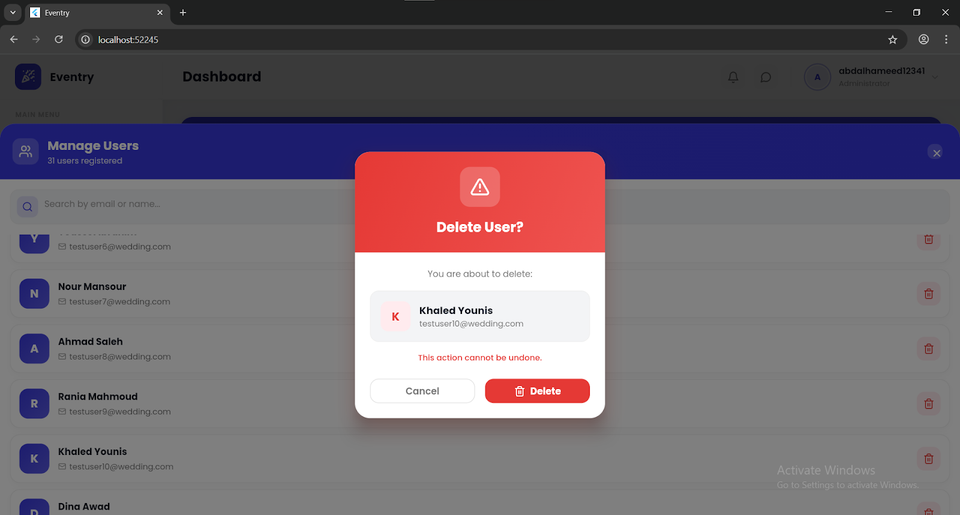 Eventry
localhost:52245
Eventry
Dashboard
A
abdalhameed12341
Administrator
MAIN MENU
Manage Users
31 users registered
Search by email or name...
Y
testuser6@wedding.com
N
Nour Mansour
testuser7@wedding.com
A
Ahmad Saleh
testuser8@wedding.com
R
Rania Mahmoud
testuser9@wedding.com
K
Khaled Younis
testuser10@wedding.com
D
Dina Awad
Delete User?
You are about to delete:
K
Khaled Younis
testuser10@wedding.com
This action cannot be undone.
Cancel
Delete
Activate Windows
Go to Settings to activate Windows.